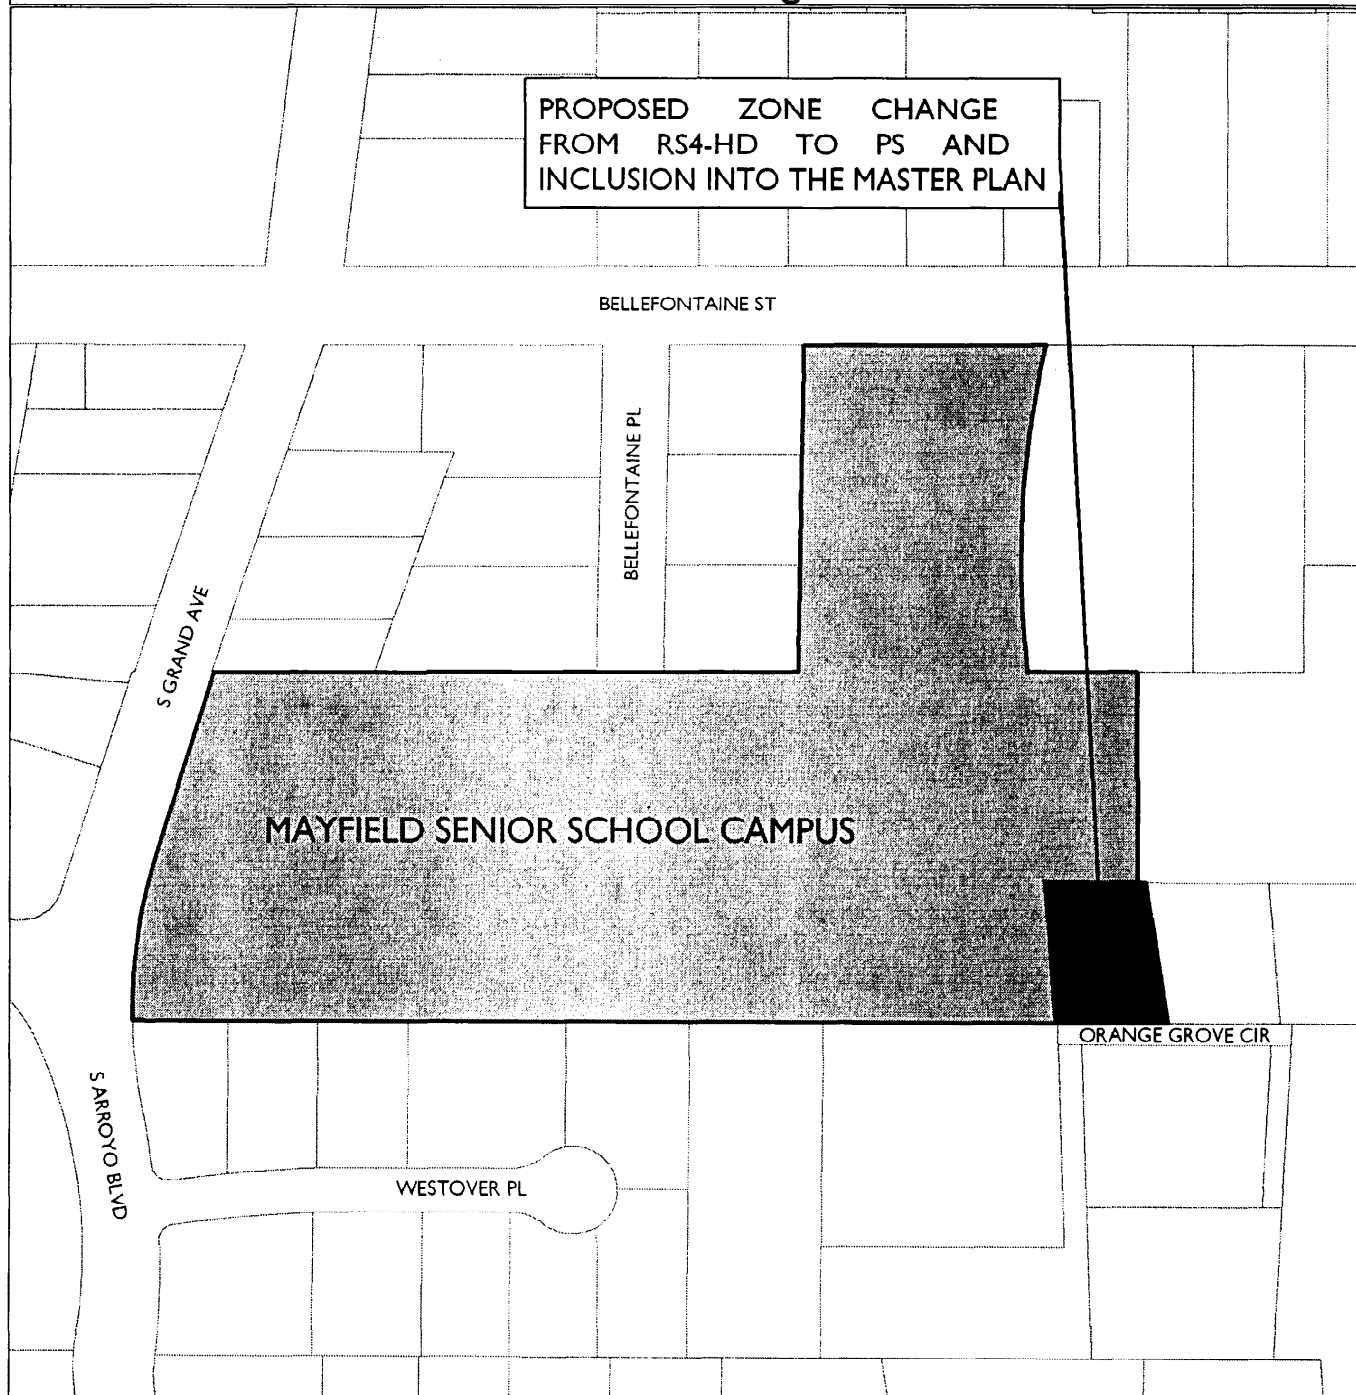 PROPOSED ZONE CHANGE
FROM RS4-HD TO PS AND
INCLUSION INTO THE MASTER PLAN
BELLEFONTAINE ST
BELLEFONTAINE PL
S GRAND AVE
MAYFIELD SENIOR SCHOOL CAMPUS
ORANGE GROVE CIR
S ARROYO BLVD
WESTOVER PL